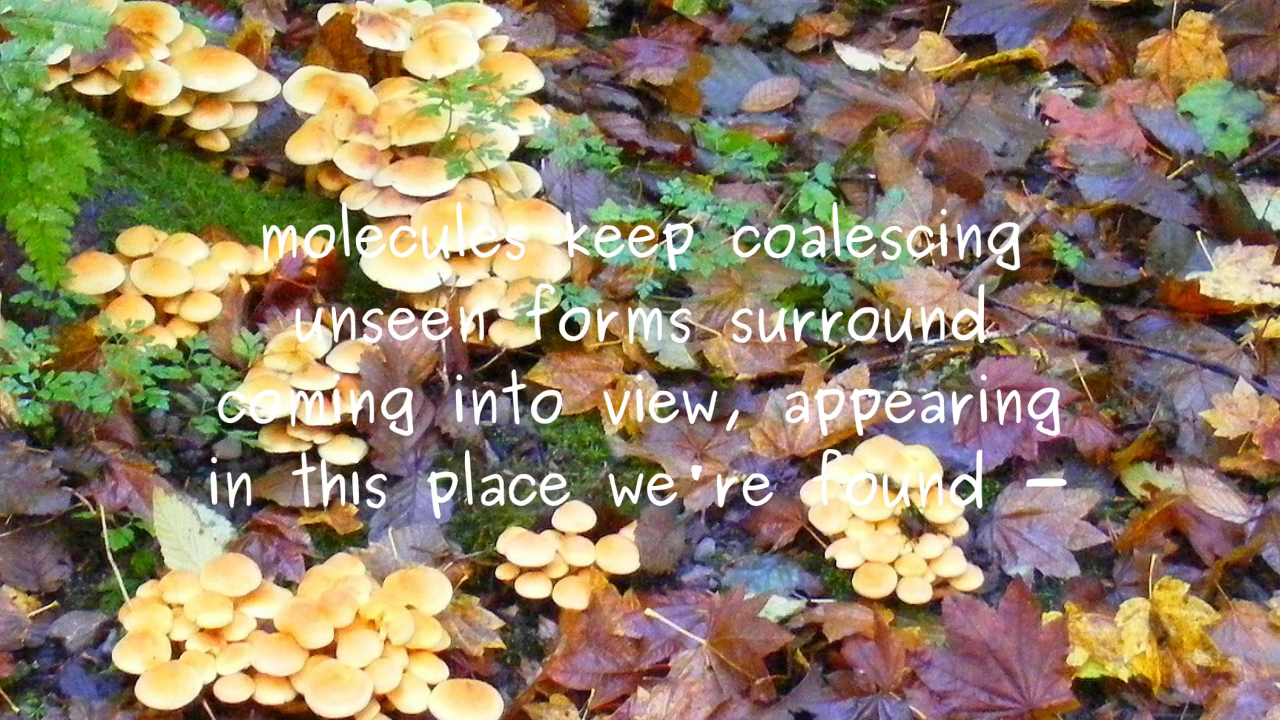 molecules keep coalescing
unseen forms surround
coming into view, appearing
in this place we're found –